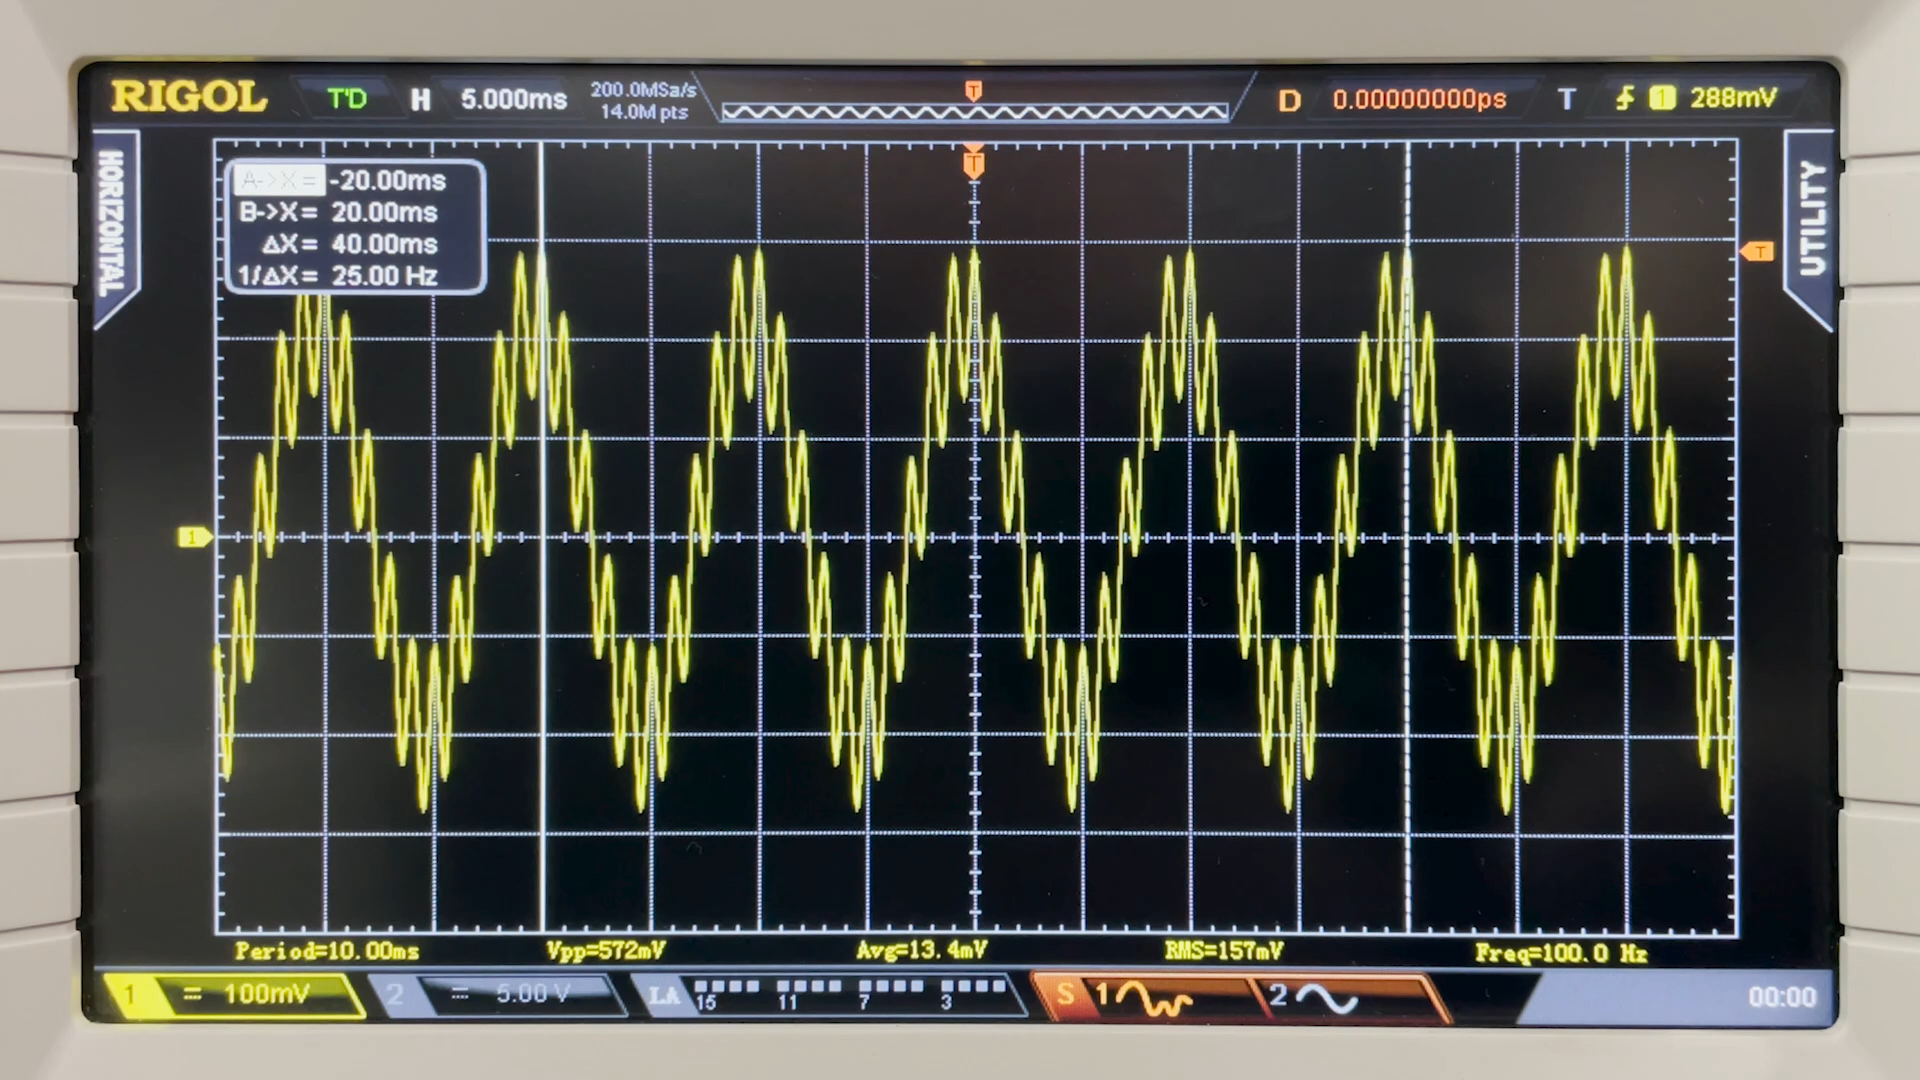 RIGOL T'D H 5.000ms 200.0MSa/s 14.0M pts T D 0.00000000ps T 1 288mV
HORIZONTAL
UTILITY
T
T
A->X= -20.00ms
B->X= 20.00ms
ΔX= 40.00ms
1/ΔX= 25.00 Hz
1
Period=10.00ms Vpp=572mV Avg=13.4mV RMS=157mV Freq=100.0 Hz
1 100mV 2 5.00 V LA 15 11 7 3 S 1 2 00:00